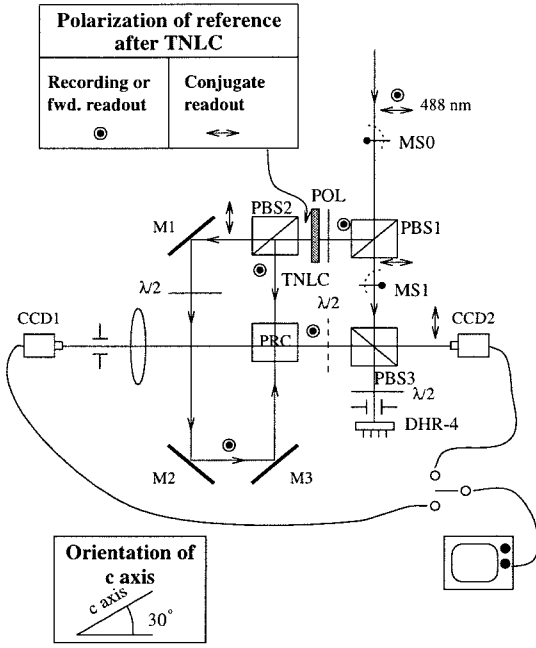 Polarization of reference
after TNLC
Recording or
fwd. readout
Conjugate
readout
488 nm
MS0
POL
PBS2
PBS1
M1
TNLC
MS1
λ/2
λ/2
CCD1
PRC
CCD2
PBS3
λ/2
DHR-4
M2
M3
Orientation of
c axis
c axis
30°